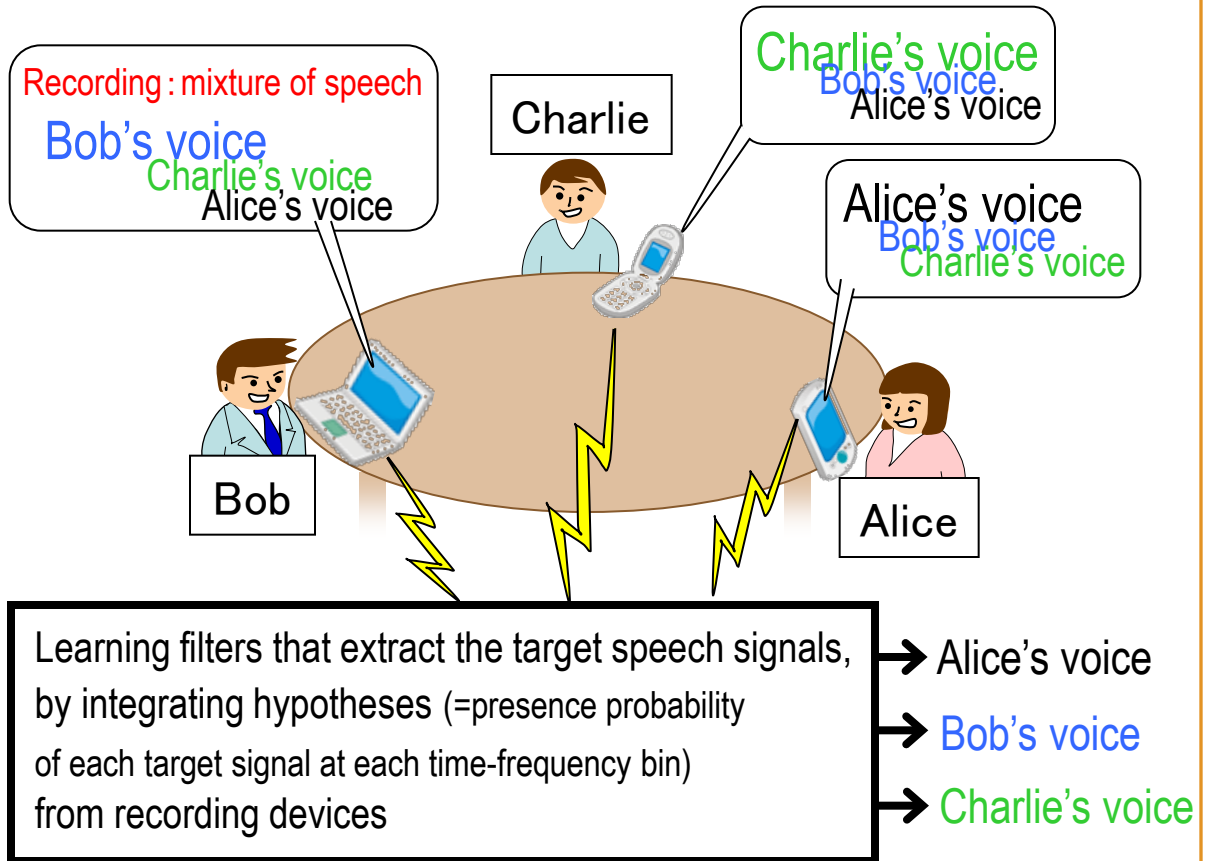 Recording : mixture of speech
Bob's voice
Charlie's voice
Alice's voice
Charlie
Charlie's voice
Bob's voice
Alice's voice
Alice's voice
Bob's voice
Charlie's voice
Bob
Alice
Learning filters that extract the target speech signals,
by integrating hypotheses (=presence probability
of each target signal at each time-frequency bin)
from recording devices
Alice's voice
Bob's voice
Charlie's voice